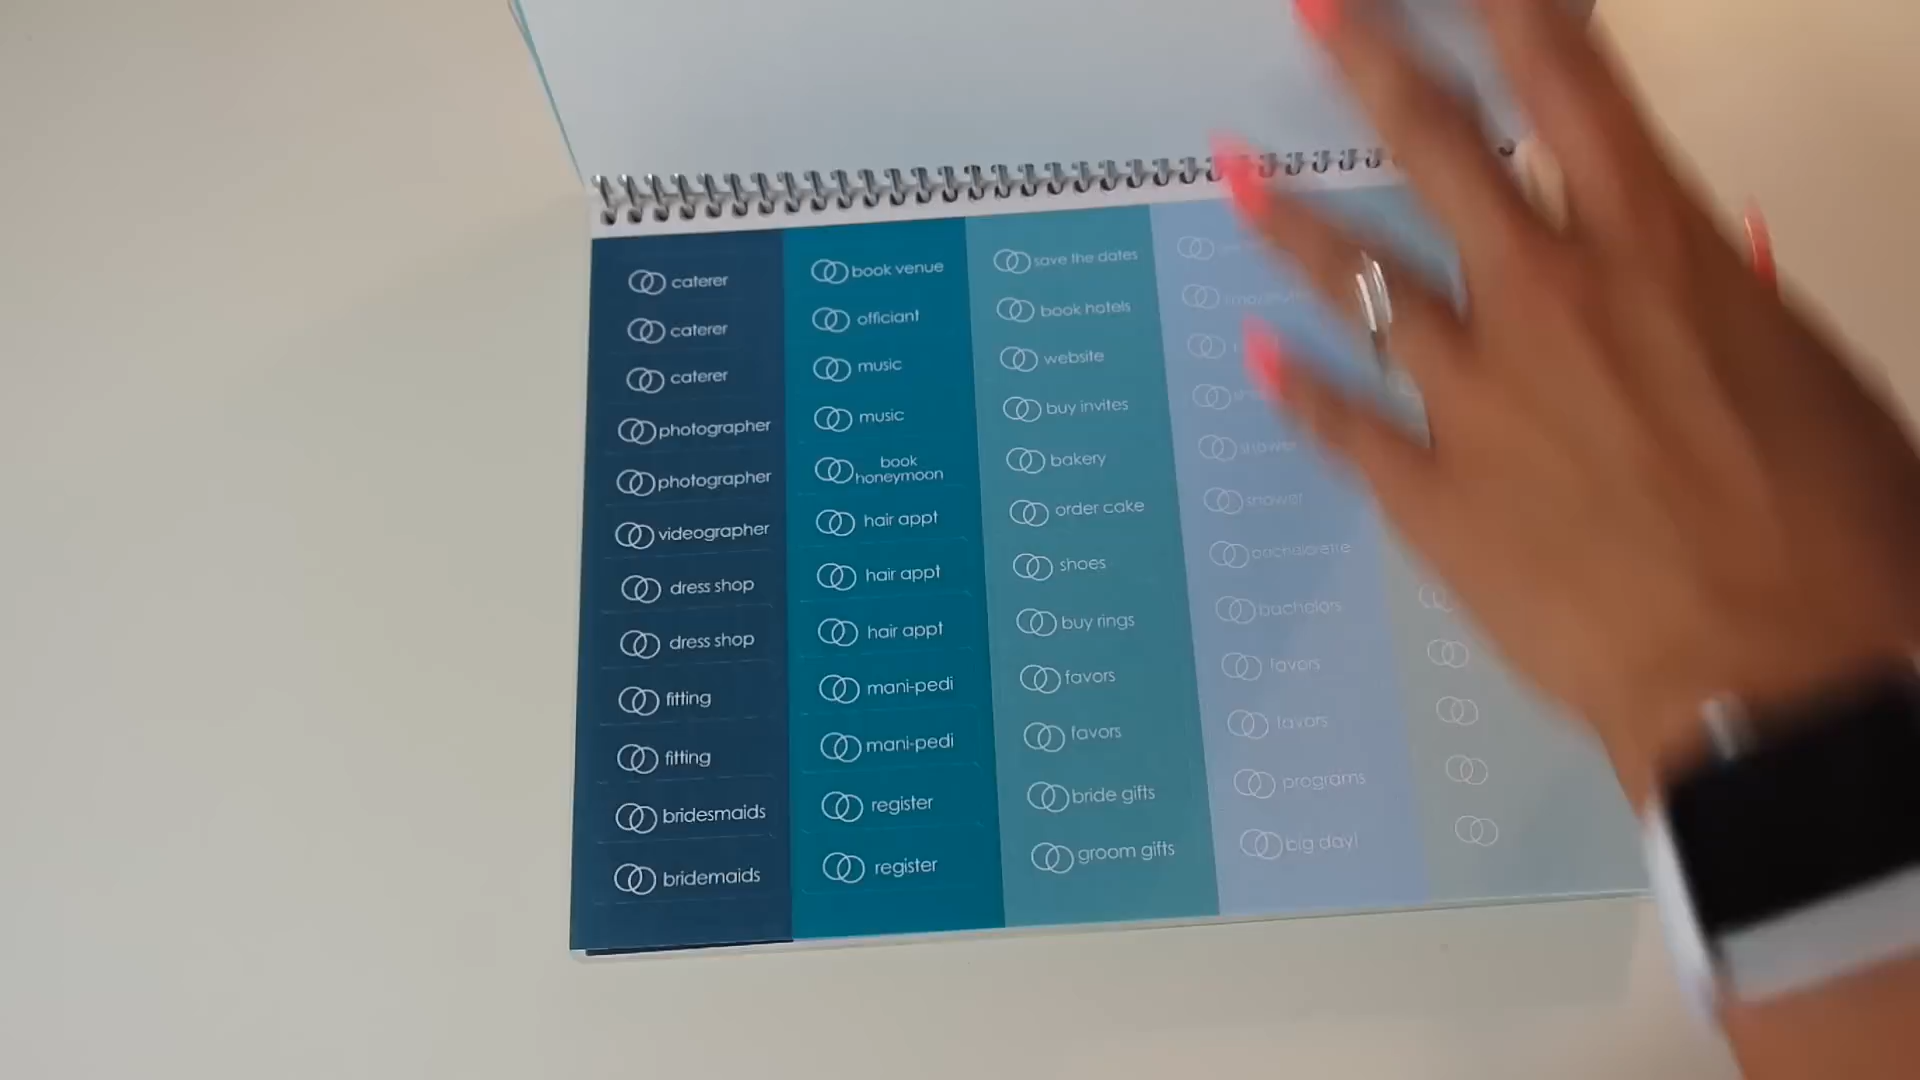 caterer
caterer
caterer
photographer
photographer
videographer
dress shop
dress shop
fitting
fitting
bridesmaids
bridemaids
book venue
officiant
music
music
book
honeymoon
hair appt
hair appt
hair appt
mani-pedi
mani-pedi
register
register
save the dates
book hotels
website
buy invites
bakery
order cake
shoes
buy rings
favors
favors
bride gifts
groom gifts
shower
shower
bachelorette
bachelors
favors
favors
programs
big day!